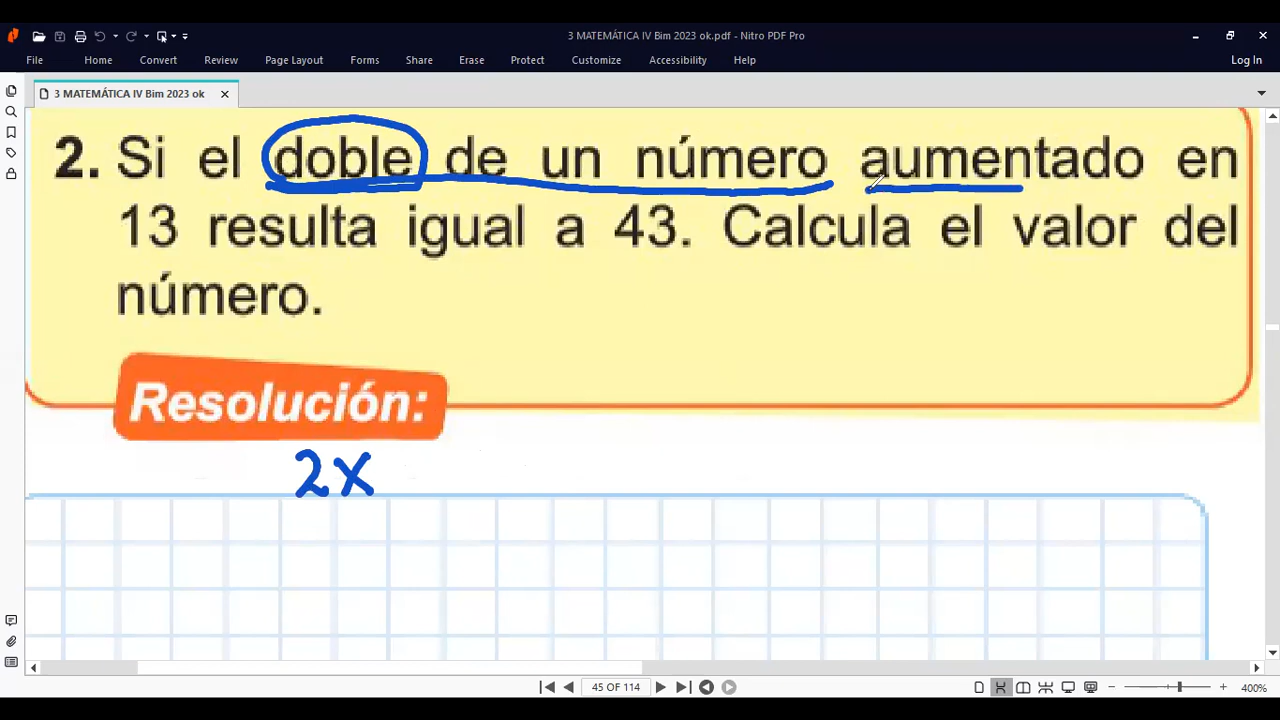 3 MATEMÁTICA IV Bim 2023 ok.pdf - Nitro PDF Pro
File Home Convert Review Page Layout Forms Share Erase Protect Customize Accessibility Help Log In
3 MATEMÁTICA IV Bim 2023 ok
2. Si el doble de un número aumentado en
13 resulta igual a 43. Calcula el valor del
número.
Resolución:
2x
45 OF 114
400%